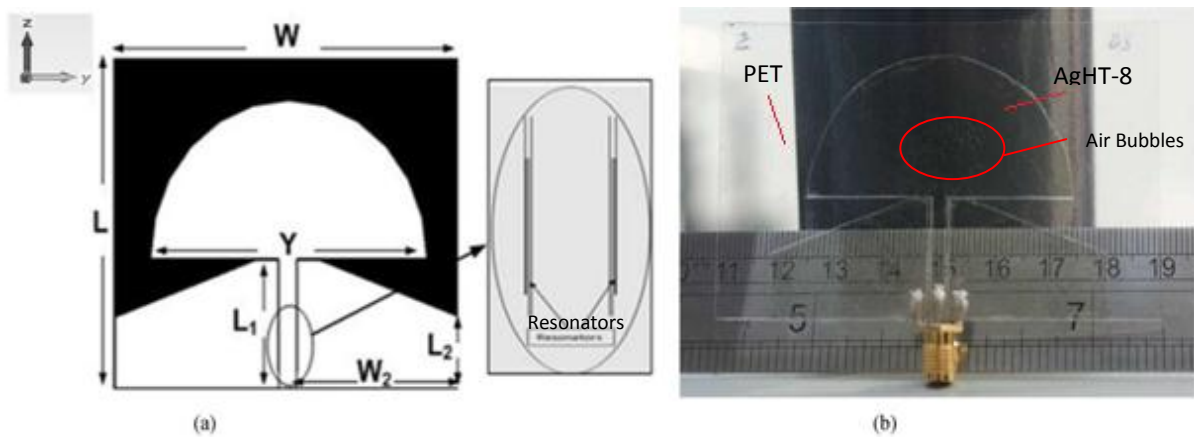 z
y
W
L
Y
L1
L2
W2
Resonators
Resonators
(a)
PET
AgHT-8
Air Bubbles
11 12 13 14 15 16 17 18 19
5 7
(b)